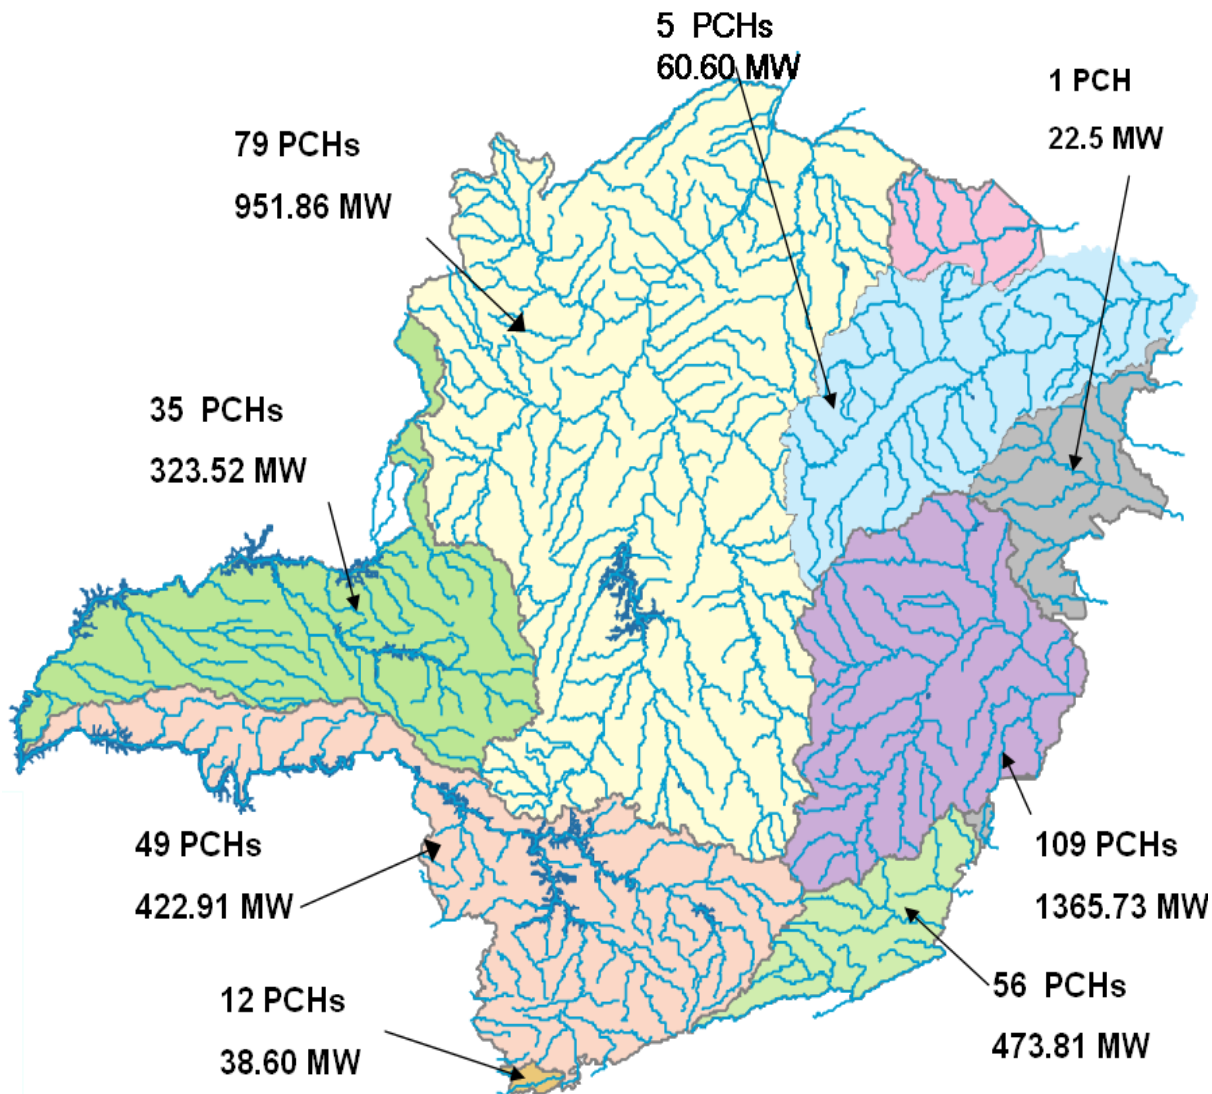 5 PCHs
60.60 MW
1 PCH
22.5 MW
79 PCHs
951.86 MW
35 PCHs
323.52 MW
49 PCHs
422.91 MW
109 PCHs
1365.73 MW
12 PCHs
38.60 MW
56 PCHs
473.81 MW